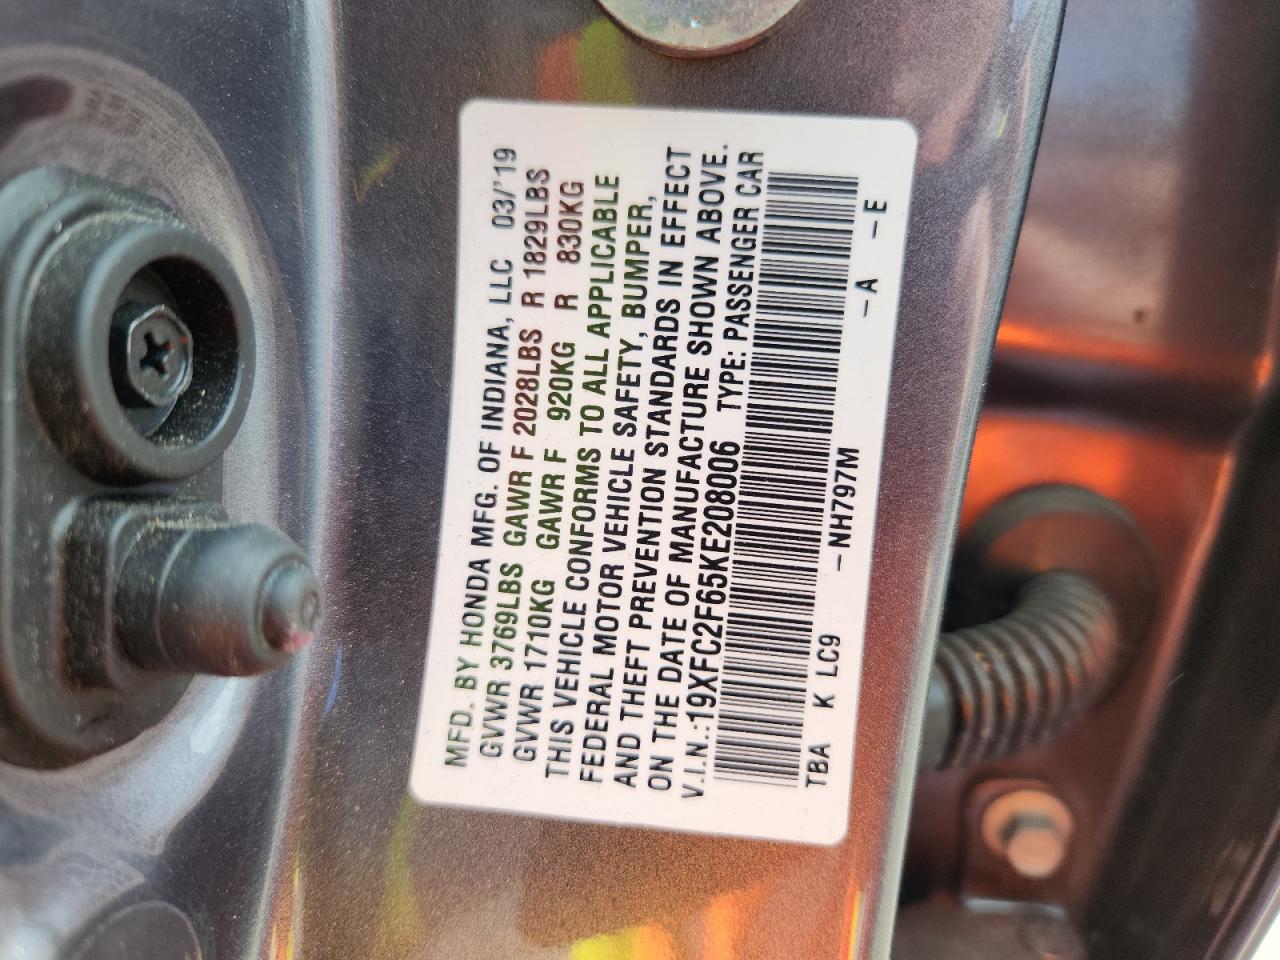 MFD. BY HONDA MFG. OF INDIANA, LLC 03/'19
GVWR 3769LBS GAWR F 2028LBS R 1829LBS
GVWR 1710KG GAWR F 920KG R 830KG
THIS VEHICLE CONFORMS TO ALL APPLICABLE
FEDERAL MOTOR VEHICLE SAFETY, BUMPER,
AND THEFT PREVENTION STANDARDS IN EFFECT
ON THE DATE OF MANUFACTURE SHOWN ABOVE.
V.I.N.:19XFC2F65KE208006 TYPE: PASSENGER CAR
TBA K LC9 -NH797M -A -E